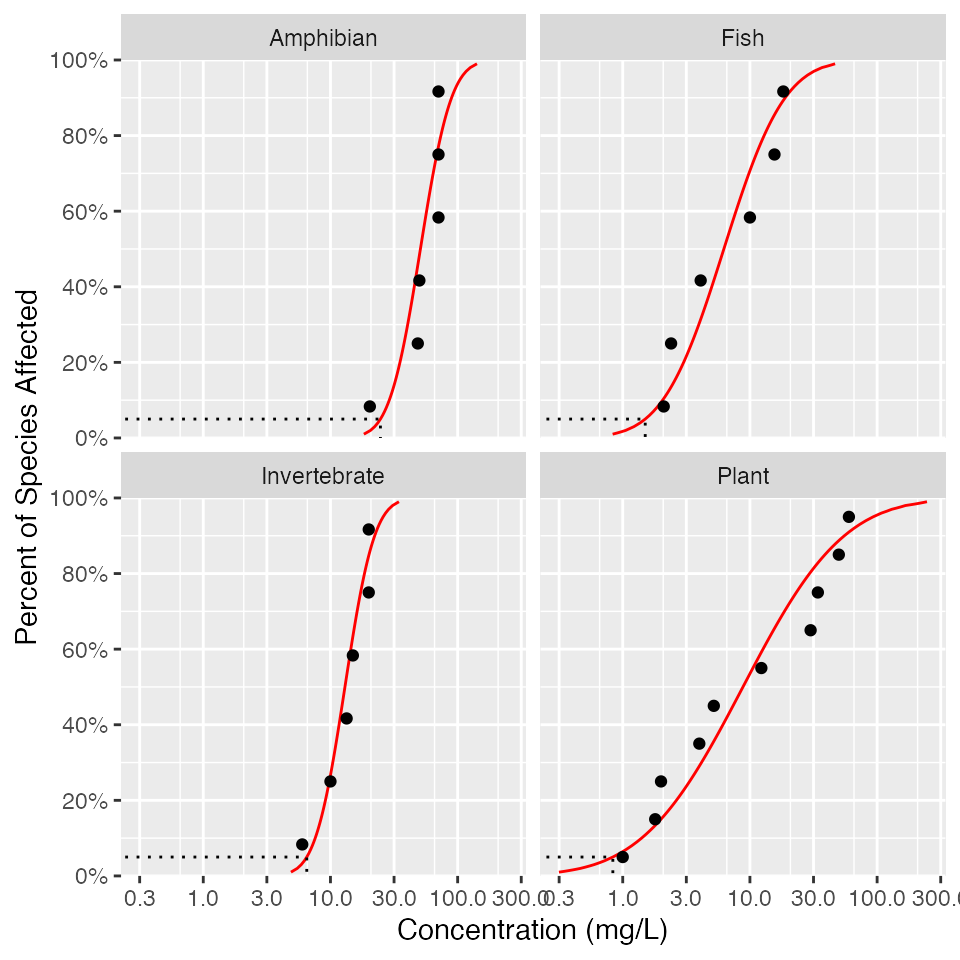 Amphibian Fish
100%
80%
60%
40%
20%
0%
Invertebrate Plant
100%
80%
60%
40%
20%
0%
0.3 1.0 3.0 10.0 30.0 100.0 300.0 0.3 1.0 3.0 10.0 30.0 100.0 300.0
Concentration (mg/L)
Percent of Species Affected